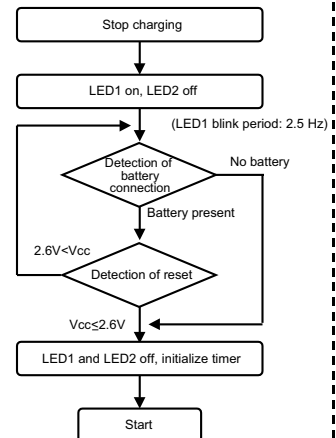 Stop charging
LED1 on, LED2 off
(LED1 blink period: 2.5 Hz)
Detection of
battery
connection
No battery
Battery present
2.6V<Vcc
Detection of reset
Vcc≤2.6V
LED1 and LED2 off, initialize timer
Start